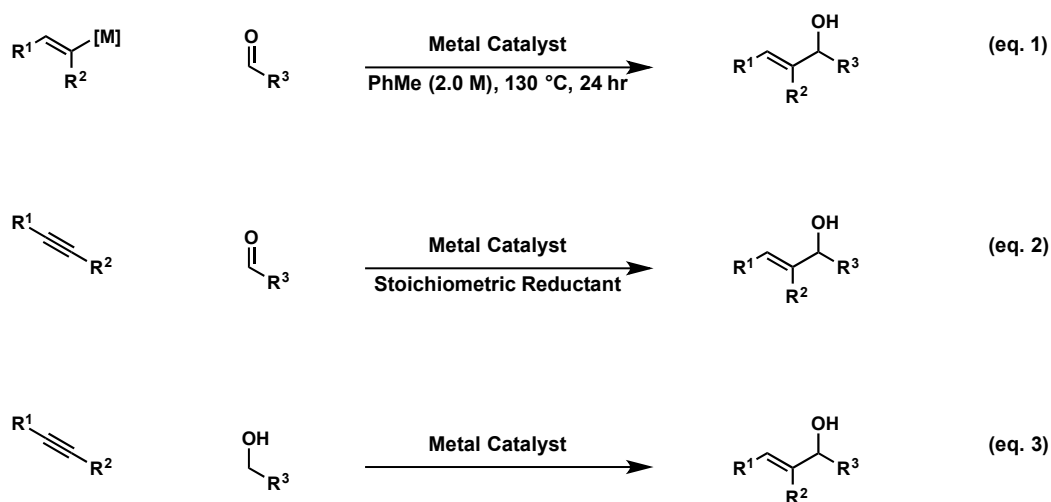 R¹ [M] R² O R³ Metal Catalyst PhMe (2.0 M), 130 °C, 24 hr OH R¹ R³ R² (eq. 1)
R¹ R² O R³ Metal Catalyst Stoichiometric Reductant OH R¹ R³ R² (eq. 2)
R¹ R² OH R³ Metal Catalyst OH R¹ R³ R² (eq. 3)